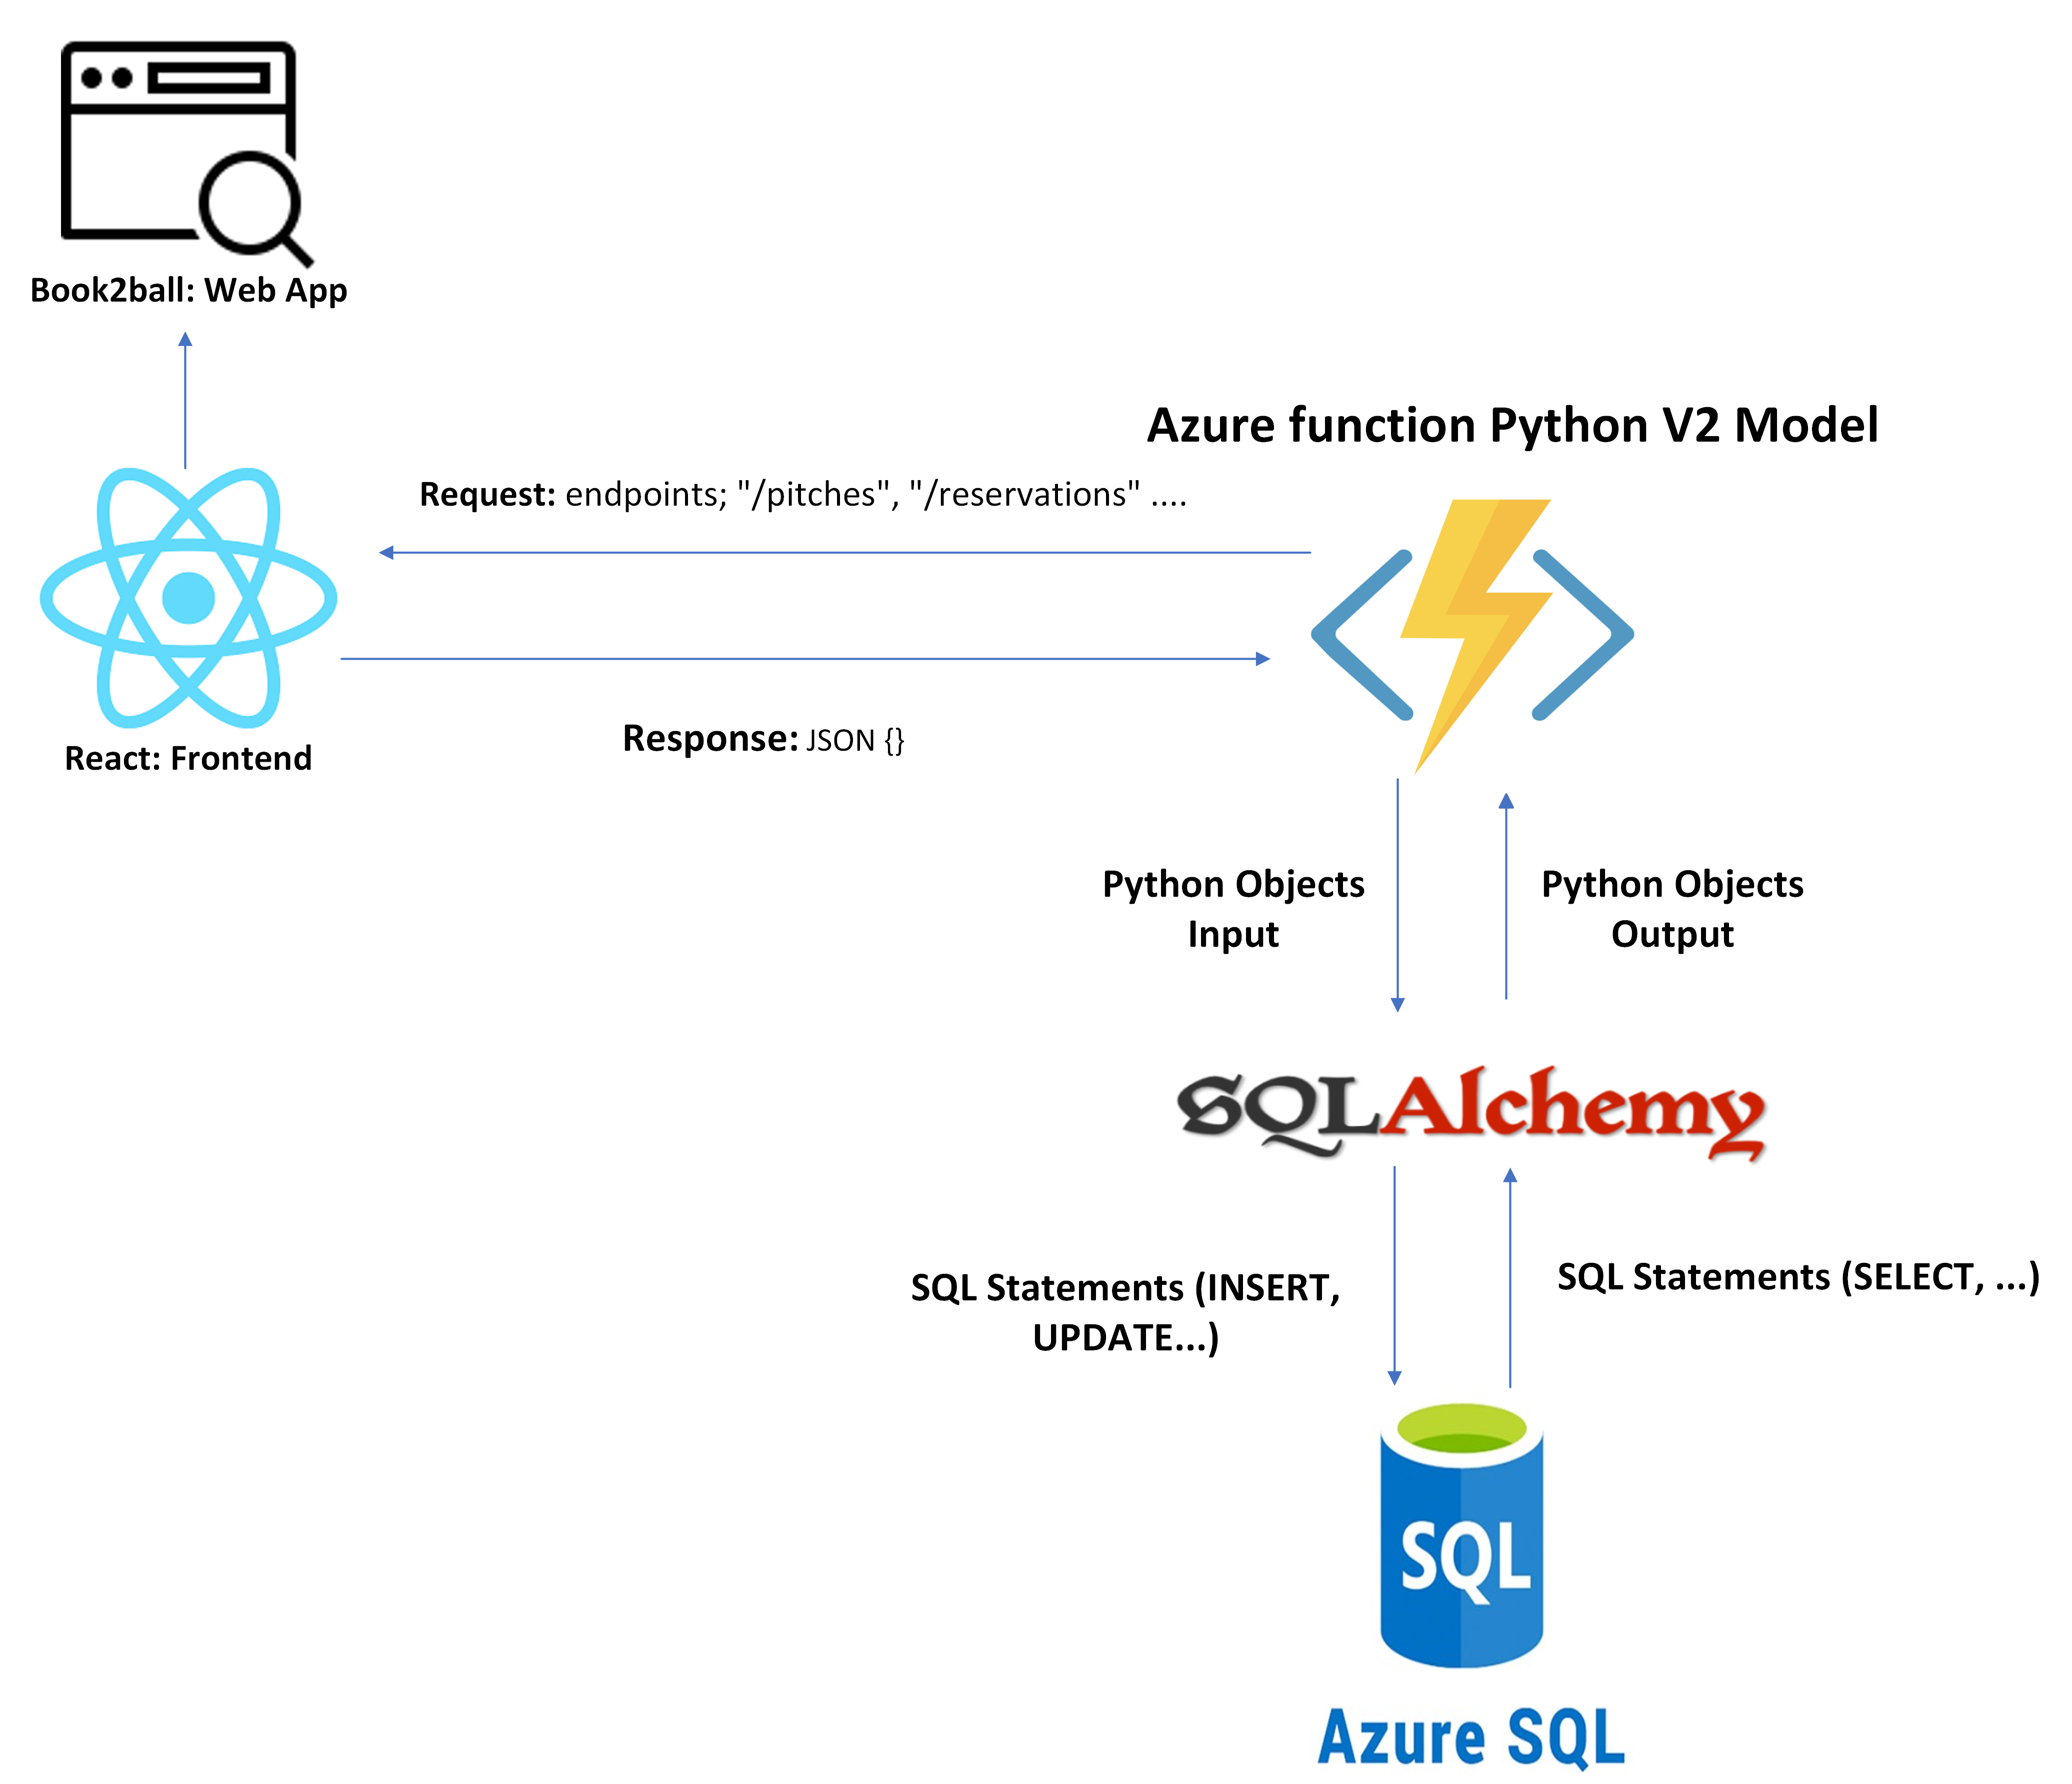 Book2ball: Web App
Azure function Python V2 Model
Request: endpoints; "/pitches", "/reservations" ....
Response: JSON {}
React: Frontend
Python Objects
Input
Python Objects
Output
SQLAlchemy
SQL Statements (INSERT,
UPDATE...)
SQL Statements (SELECT, ...)
SQL
Azure SQL